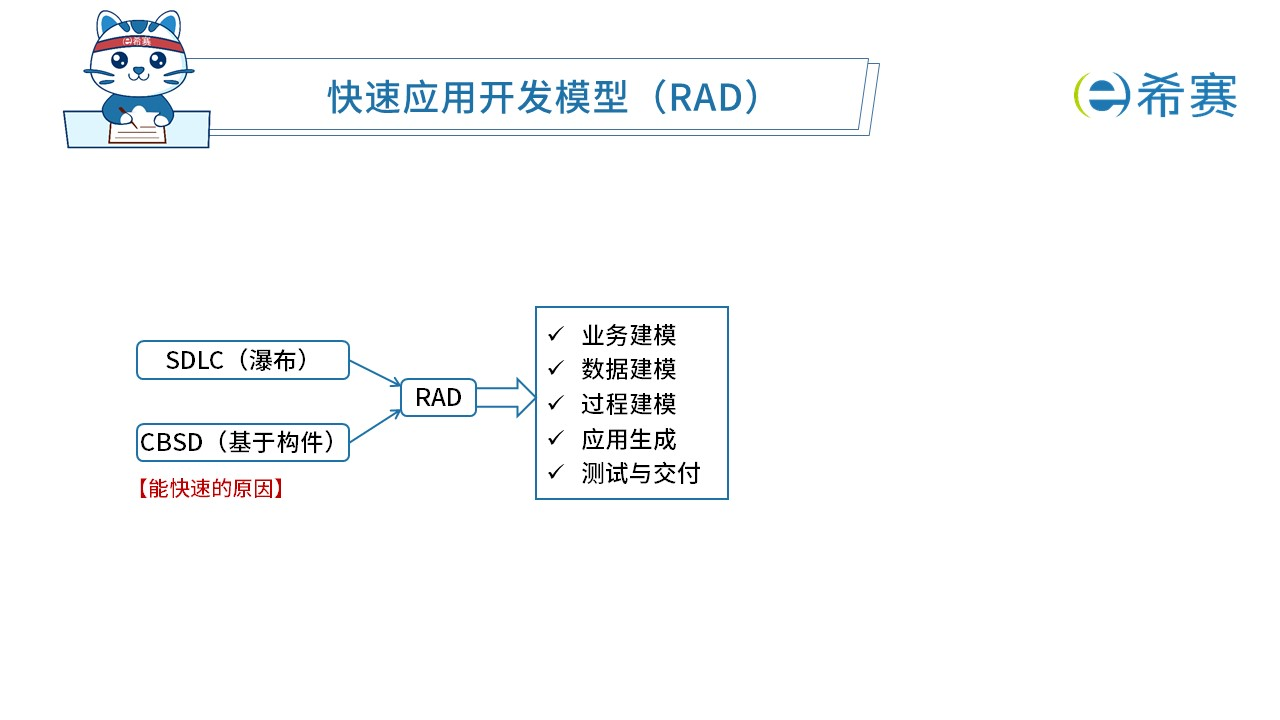 希赛
快速应用开发模型（RAD）
希赛
SDLC（瀑布）
CBSD（基于构件）
【能快速的原因】
RAD
✓ 业务建模
✓ 数据建模
✓ 过程建模
✓ 应用生成
✓ 测试与交付